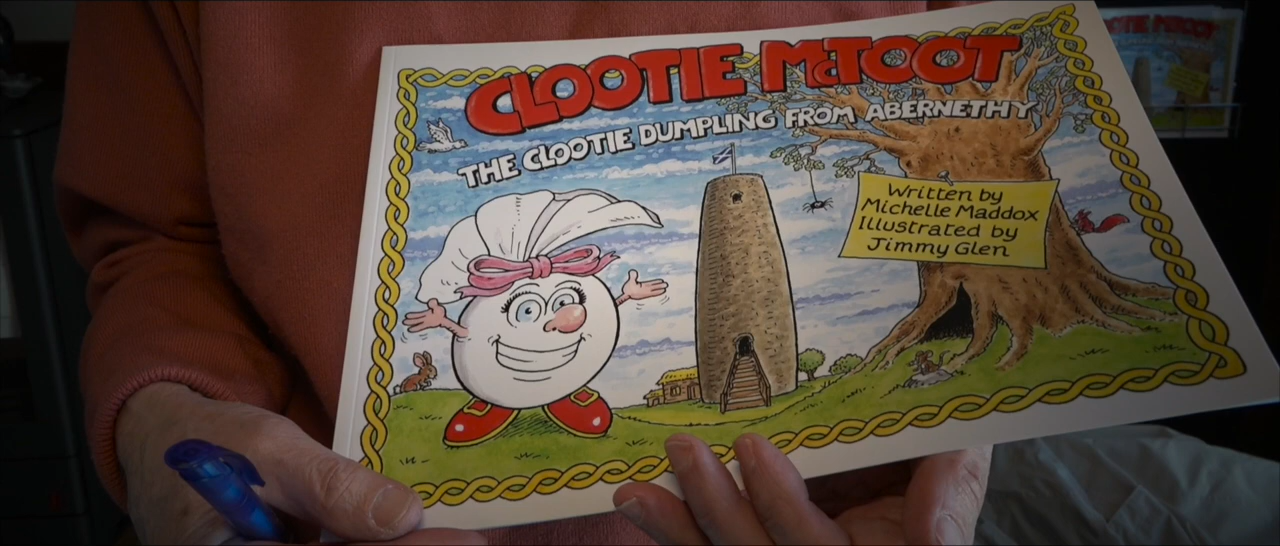 CLOOTIE McTOOT
THE CLOOTIE DUMPLING FROM ABERNETHY
Written by
Michelle Maddox
Illustrated by
Jimmy Glen